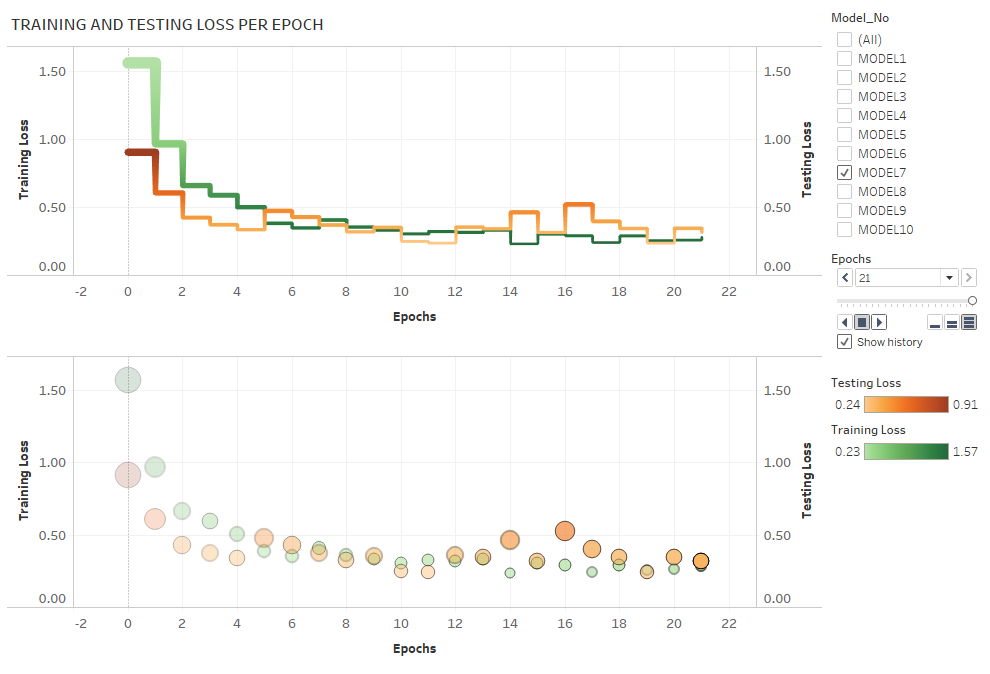 TRAINING AND TESTING LOSS PER EPOCH
Training Loss
1.50
1.00
0.50
0.00
1.50
1.00
0.50
0.00
Testing Loss
-2 0 2 4 6 8 10 12 14 16 18 20 22
Epochs
Training Loss
1.50
1.00
0.50
0.00
1.50
1.00
0.50
0.00
Testing Loss
-2 0 2 4 6 8 10 12 14 16 18 20 22
Epochs
Model_No
(All)
MODEL1
MODEL2
MODEL3
MODEL4
MODEL5
MODEL6
MODEL7
MODEL8
MODEL9
MODEL10
Epochs
21
Show history
Testing Loss
0.24 0.91
Training Loss
0.23 1.57